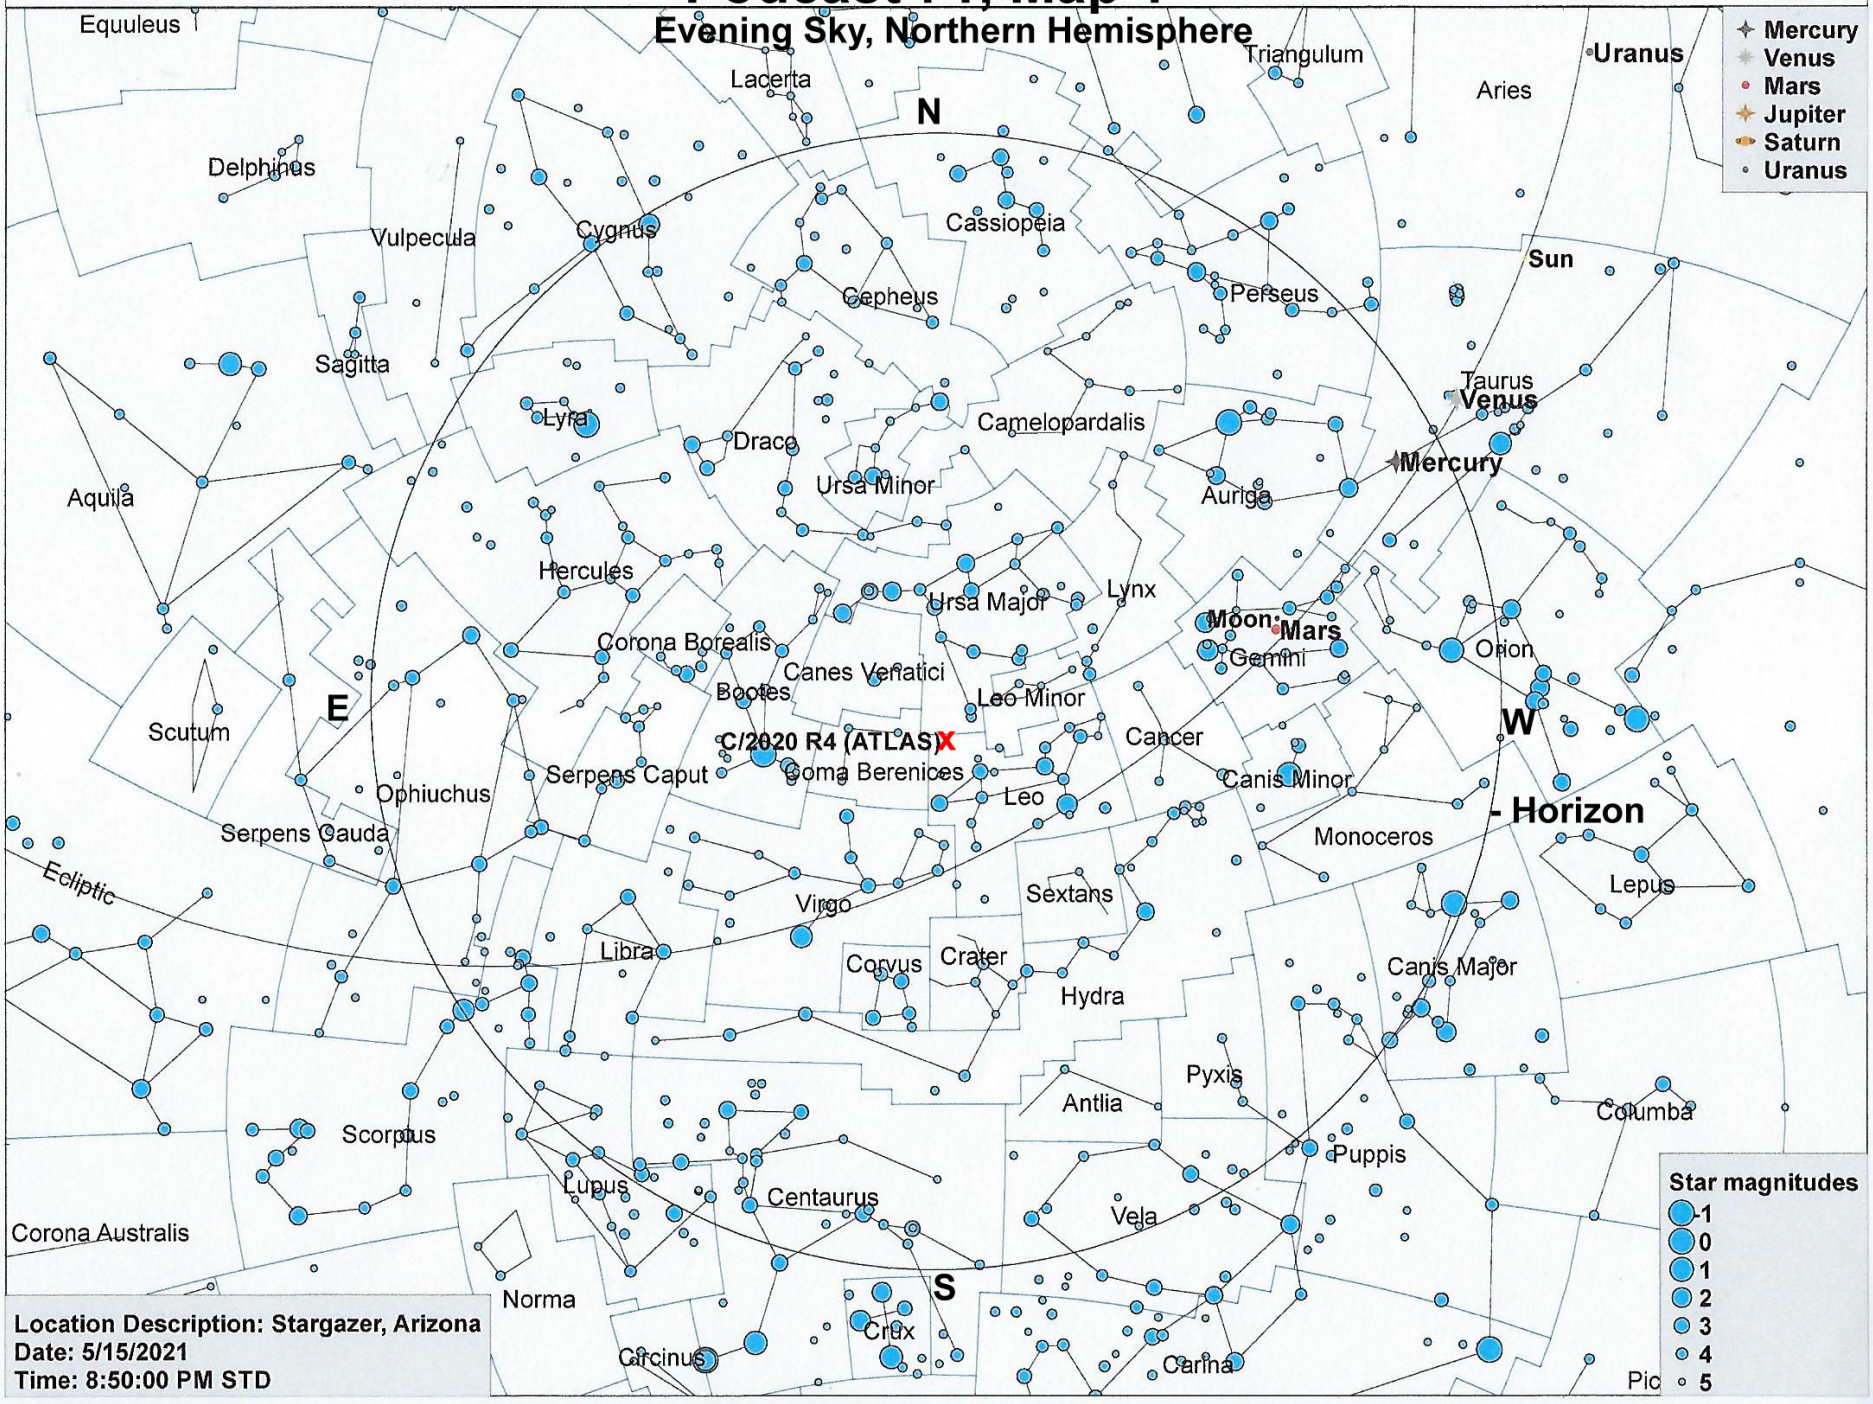 Evening Sky, Northern Hemisphere
Equuleus
Lacerta
Triangulum
Uranus
Aries
Mercury
Venus
Mars
Jupiter
Saturn
Uranus
N
Delphinus
Vulpecula
Cygnus
Cassiopeia
Sun
Cepheus
Perseus
Sagitta
Lyra
Taurus
Venus
Draco
Camelopardalis
Mercury
Aquila
Ursa Minor
Auriga
Hercules
Ursa Major
Lynx
Moon
Mars
Corona Borealis
Canes Venatici
Gemini
Orion
E
Bootes
Leo Minor
W
Scutum
C/2020 R4 (ATLAS)X
Cancer
Serpens Caput
Coma Berenices
Canis Minor
Ophiuchus
Leo
- Horizon
Serpens Cauda
Monoceros
Ecliptic
Virgo
Sextans
Lepus
Libra
Corvus
Crater
Canis Major
Hydra
Pyxis
Antlia
Columba
Scorpius
Puppis
Lupus
Centaurus
Vela
Corona Australis
S
Norma
Crux
Circinus
Carina
Pic
Star magnitudes
-1
0
1
2
3
4
5
Location Description: Stargazer, Arizona
Date: 5/15/2021
Time: 8:50:00 PM STD